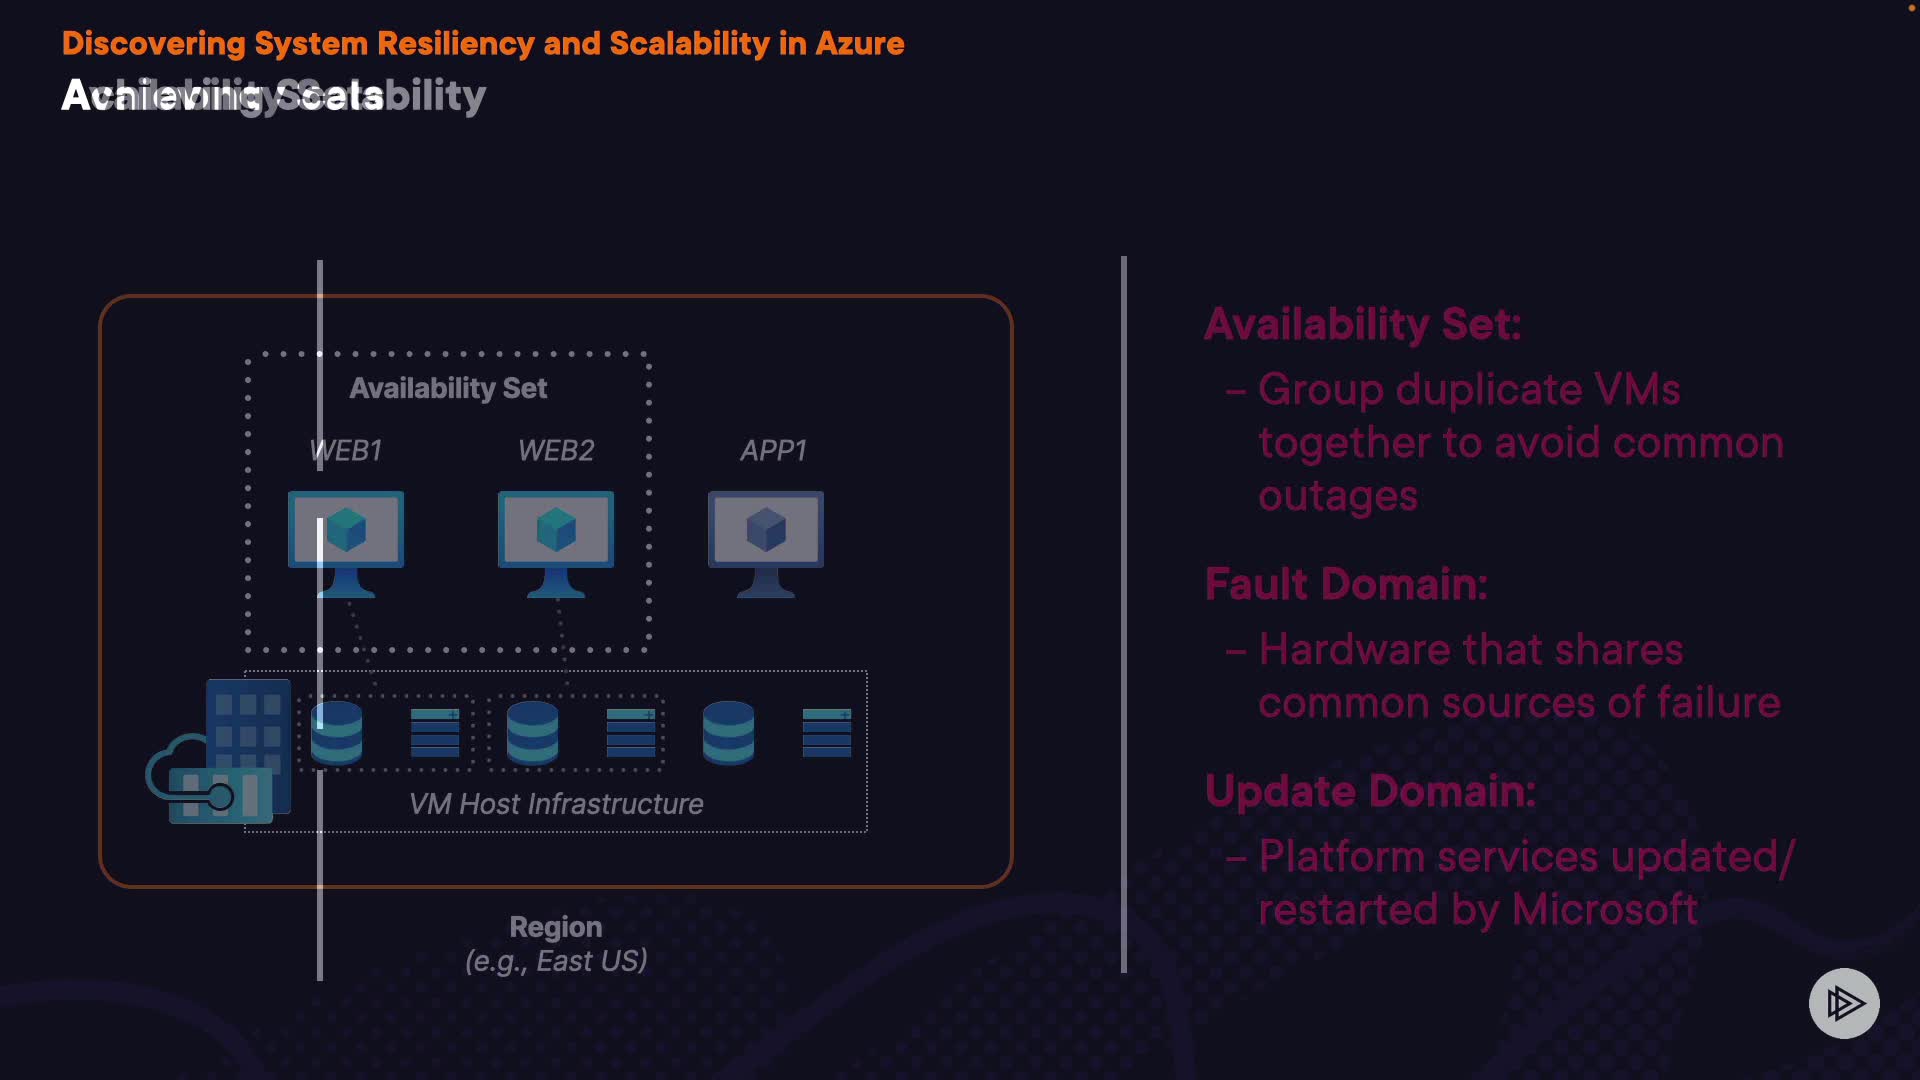 Discovering System Resiliency and Scalability in Azure
Availability Sets
Achieving Scalability
Availability Set
WEB1
WEB2
APP1
VM Host Infrastructure
Region
(e.g., East US)
Availability Set:
– Group duplicate VMs
together to avoid common
outages
Fault Domain:
– Hardware that shares
common sources of failure
Update Domain:
– Platform services updated/
restarted by Microsoft